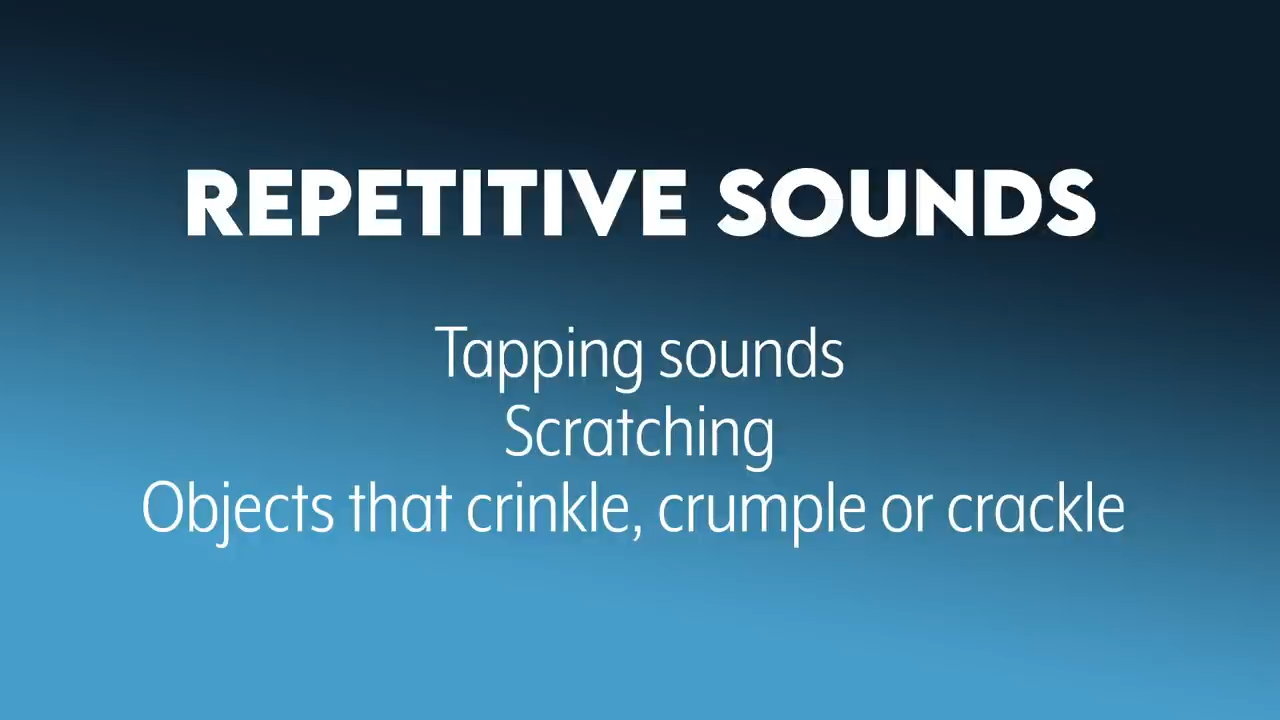 REPETITIVE SOUNDS
Tapping sounds
Scratching
Objects that crinkle, crumple or crackle